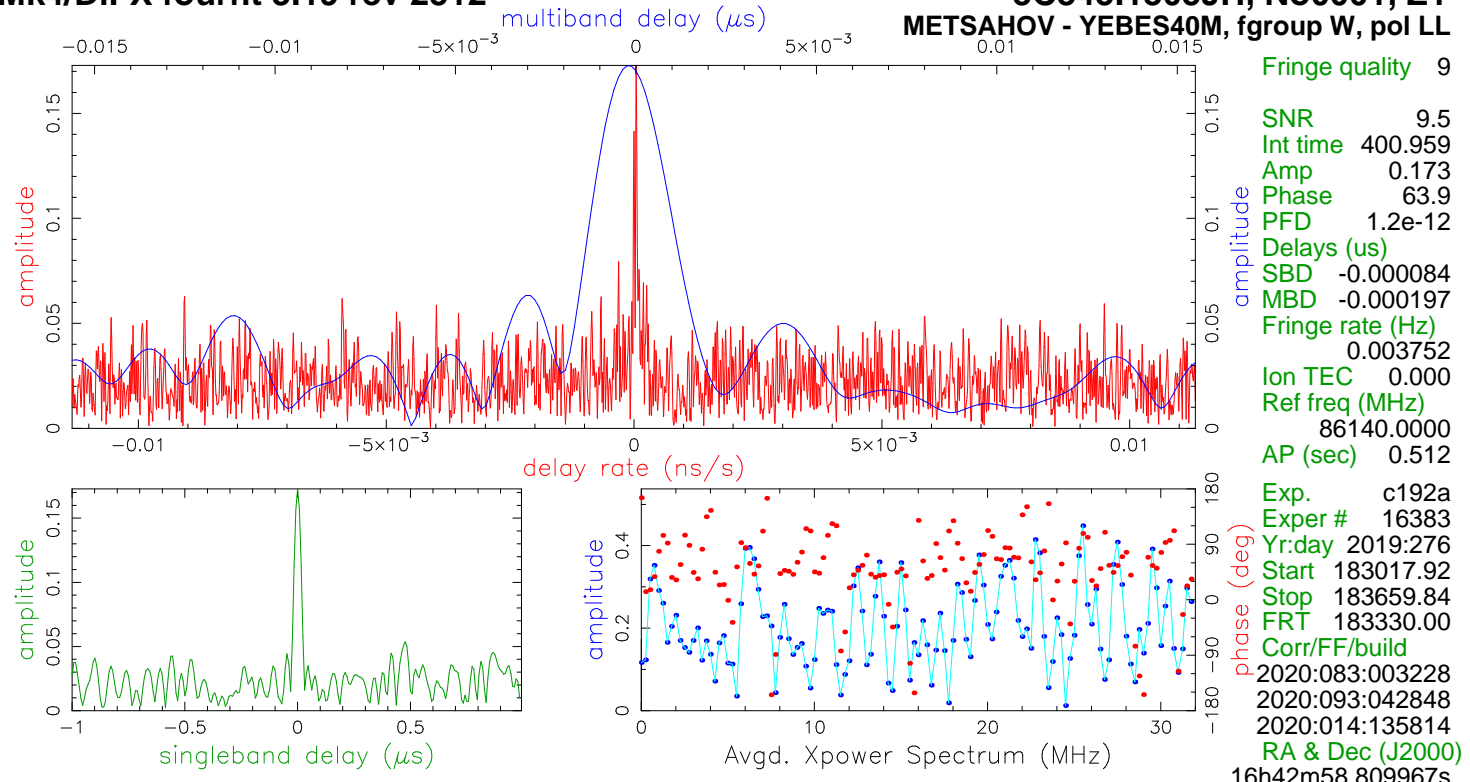 multiband delay (µs)
METSAHOV - YEBES40M, fgroup W, pol LL
−0.015 −0.01 −5×10⁻³ 0 5×10⁻³ 0.01 0.015
amplitude
0 0.05 0.1 0.15
amplitude
0 0.05 0.1 0.15
−0.01 −5×10⁻³ 0 5×10⁻³ 0.01
delay rate (ns/s)
amplitude
0 0.05 0.1 0.15
−1 −0.5 0 0.5
singleband delay (µs)
amplitude
0 0.2 0.4
phase (deg)
−180 −90 0 90 180
0 10 20 30
Avgd. Xpower Spectrum (MHz)
Fringe quality 9
SNR 9.5
Int time 400.959
Amp 0.173
Phase 63.9
PFD 1.2e-12
Delays (us)
SBD -0.000084
MBD -0.000197
Fringe rate (Hz)
0.003752
Ion TEC 0.000
Ref freq (MHz)
86140.0000
AP (sec) 0.512
Exp. c192a
Exper # 16383
Yr:day 2019:276
Start 183017.92
Stop 183659.84
FRT 183330.00
Corr/FF/build
2020:083:003228
2020:093:042848
2020:014:135814
RA & Dec (J2000)
16h42m58.809967s